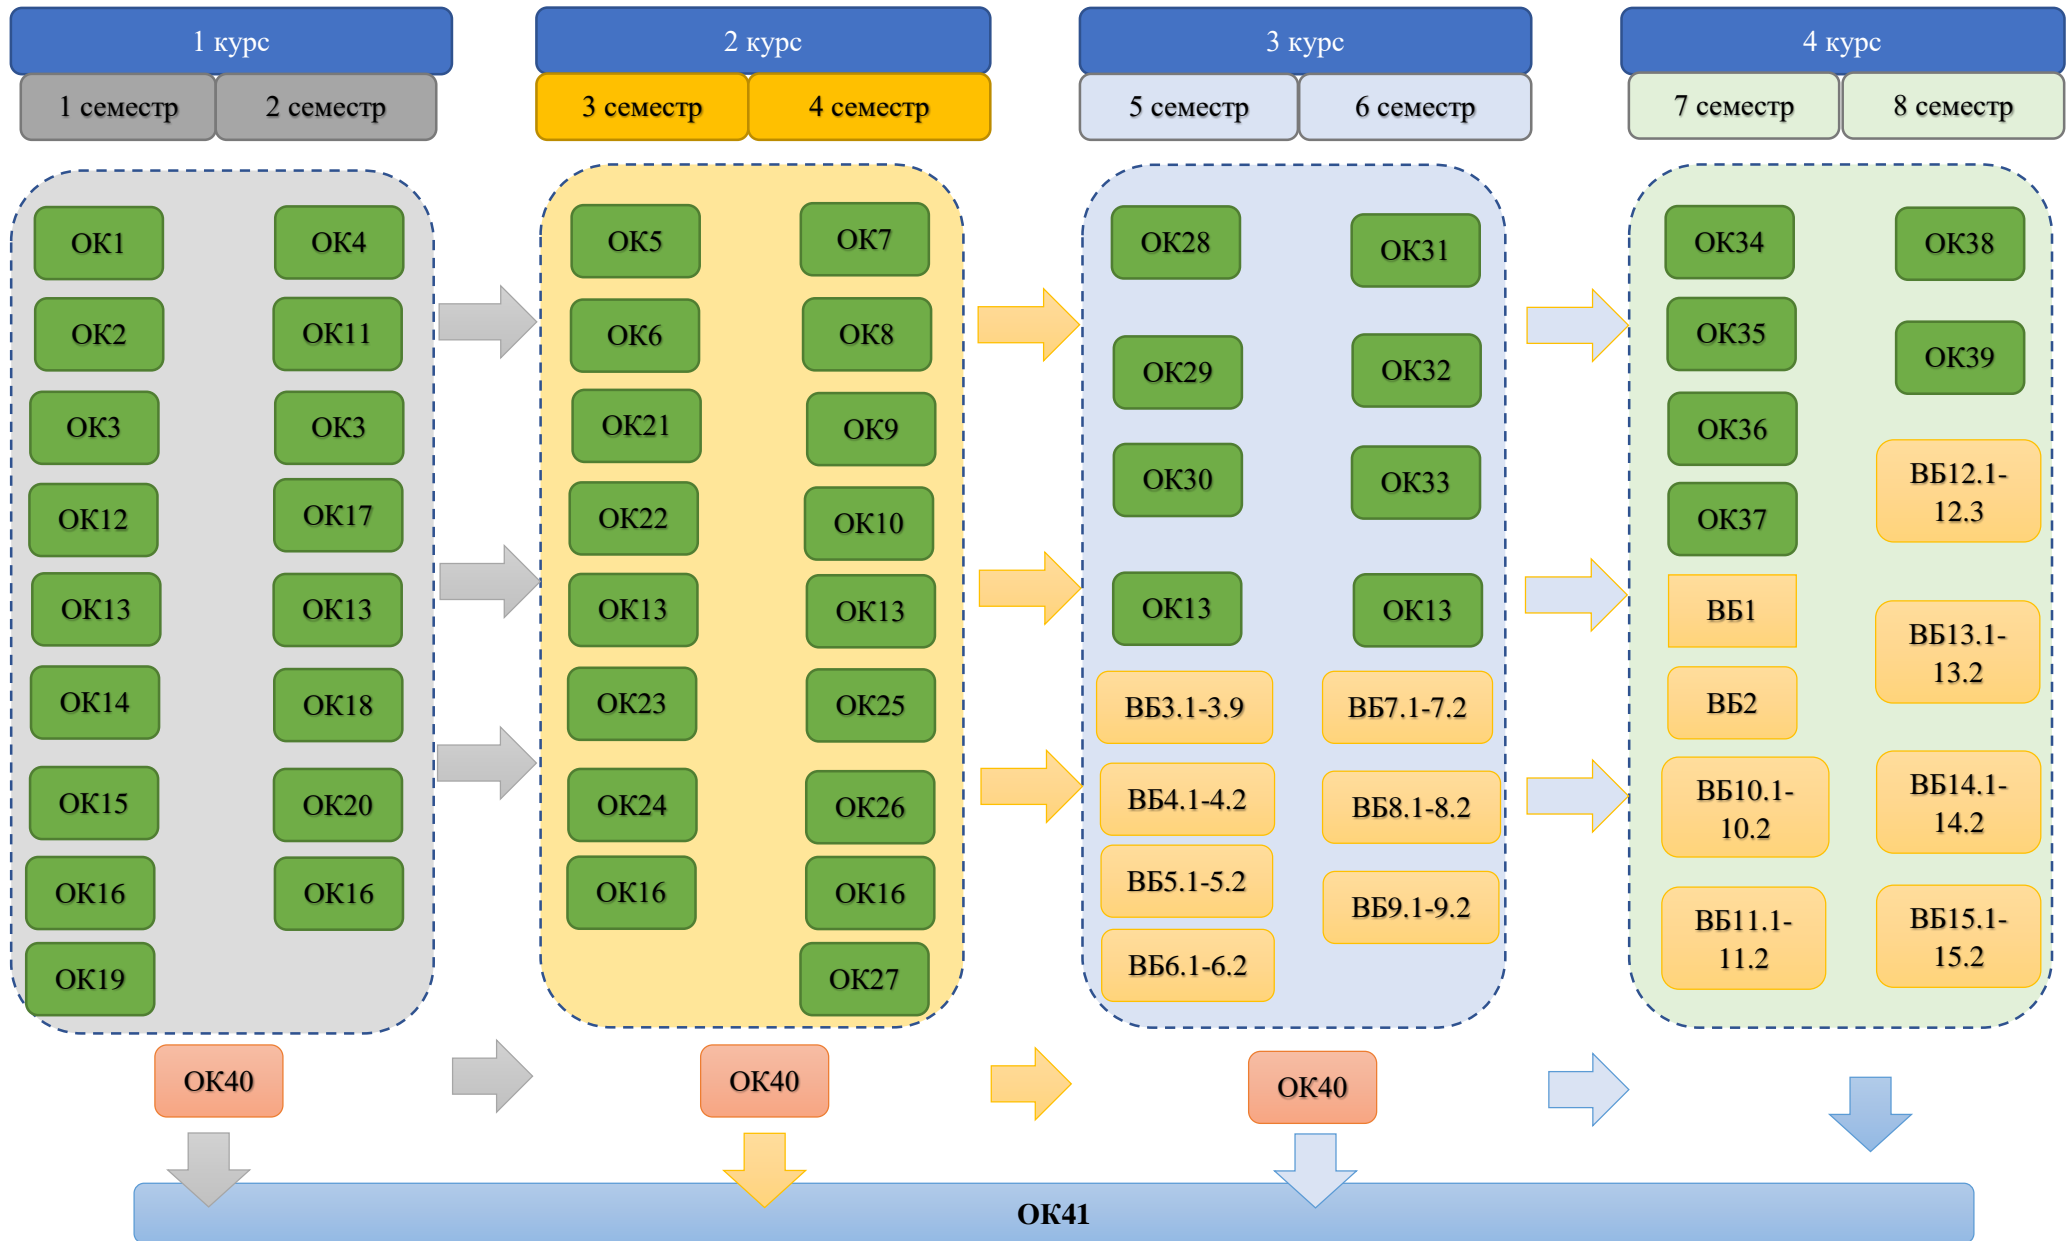 1 курс
1 семестр
2 семестр
ОК1
ОК2
ОК3
ОК12
ОК13
ОК14
ОК15
ОК16
ОК19
ОК4
ОК11
ОК3
ОК17
ОК13
ОК18
ОК20
ОК16
ОК40
2 курс
3 семестр
4 семестр
ОК5
ОК6
ОК21
ОК22
ОК13
ОК23
ОК24
ОК16
ОК7
ОК8
ОК9
ОК10
ОК13
ОК25
ОК26
ОК16
ОК27
ОК40
3 курс
5 семестр
6 семестр
ОК28
ОК29
ОК30
ОК13
ВБ3.1-3.9
ВБ4.1-4.2
ВБ5.1-5.2
ВБ6.1-6.2
ОК31
ОК32
ОК33
ОК13
ВБ7.1-7.2
ВБ8.1-8.2
ВБ9.1-9.2
ОК40
4 курс
7 семестр
8 семестр
ОК34
ОК35
ОК36
ОК37
ВБ1
ВБ2
ВБ10.1-
10.2
ВБ11.1-
11.2
ОК38
ОК39
ВБ12.1-
12.3
ВБ13.1-
13.2
ВБ14.1-
14.2
ВБ15.1-
15.2
ОК41